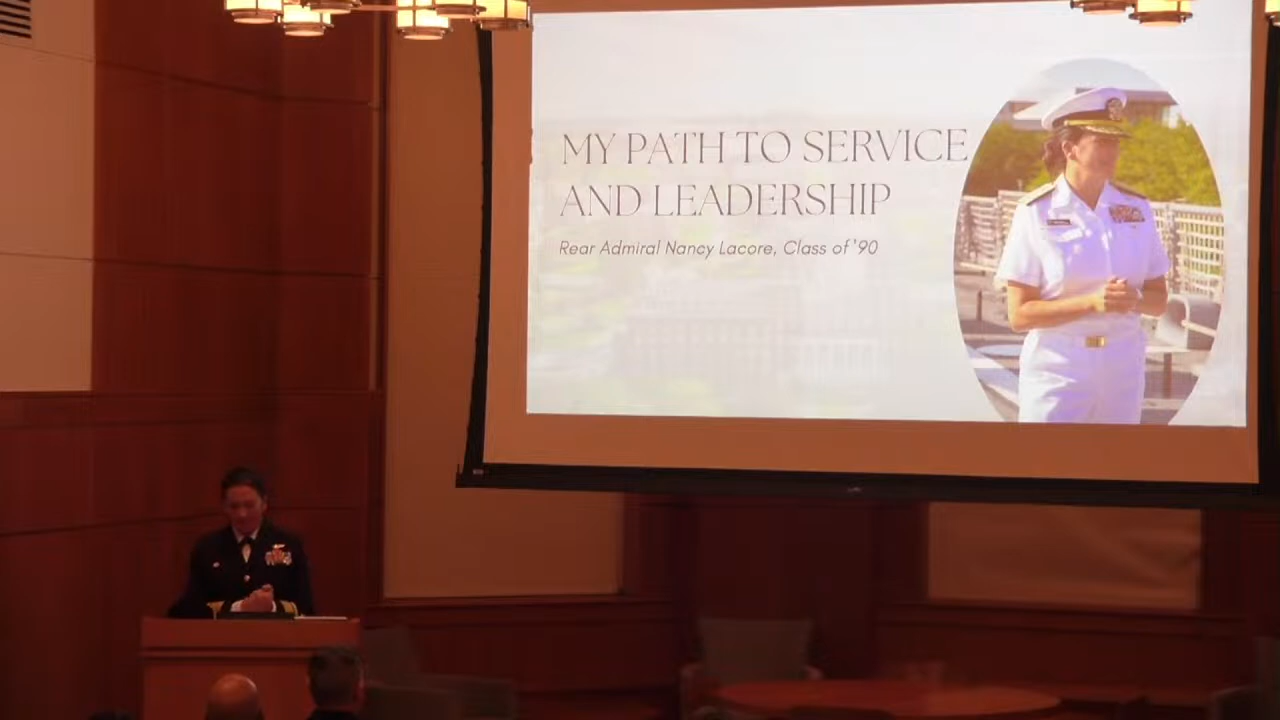 MY PATH TO SERVICE
AND LEADERSHIP
Rear Admiral Nancy Lacore, Class of '90